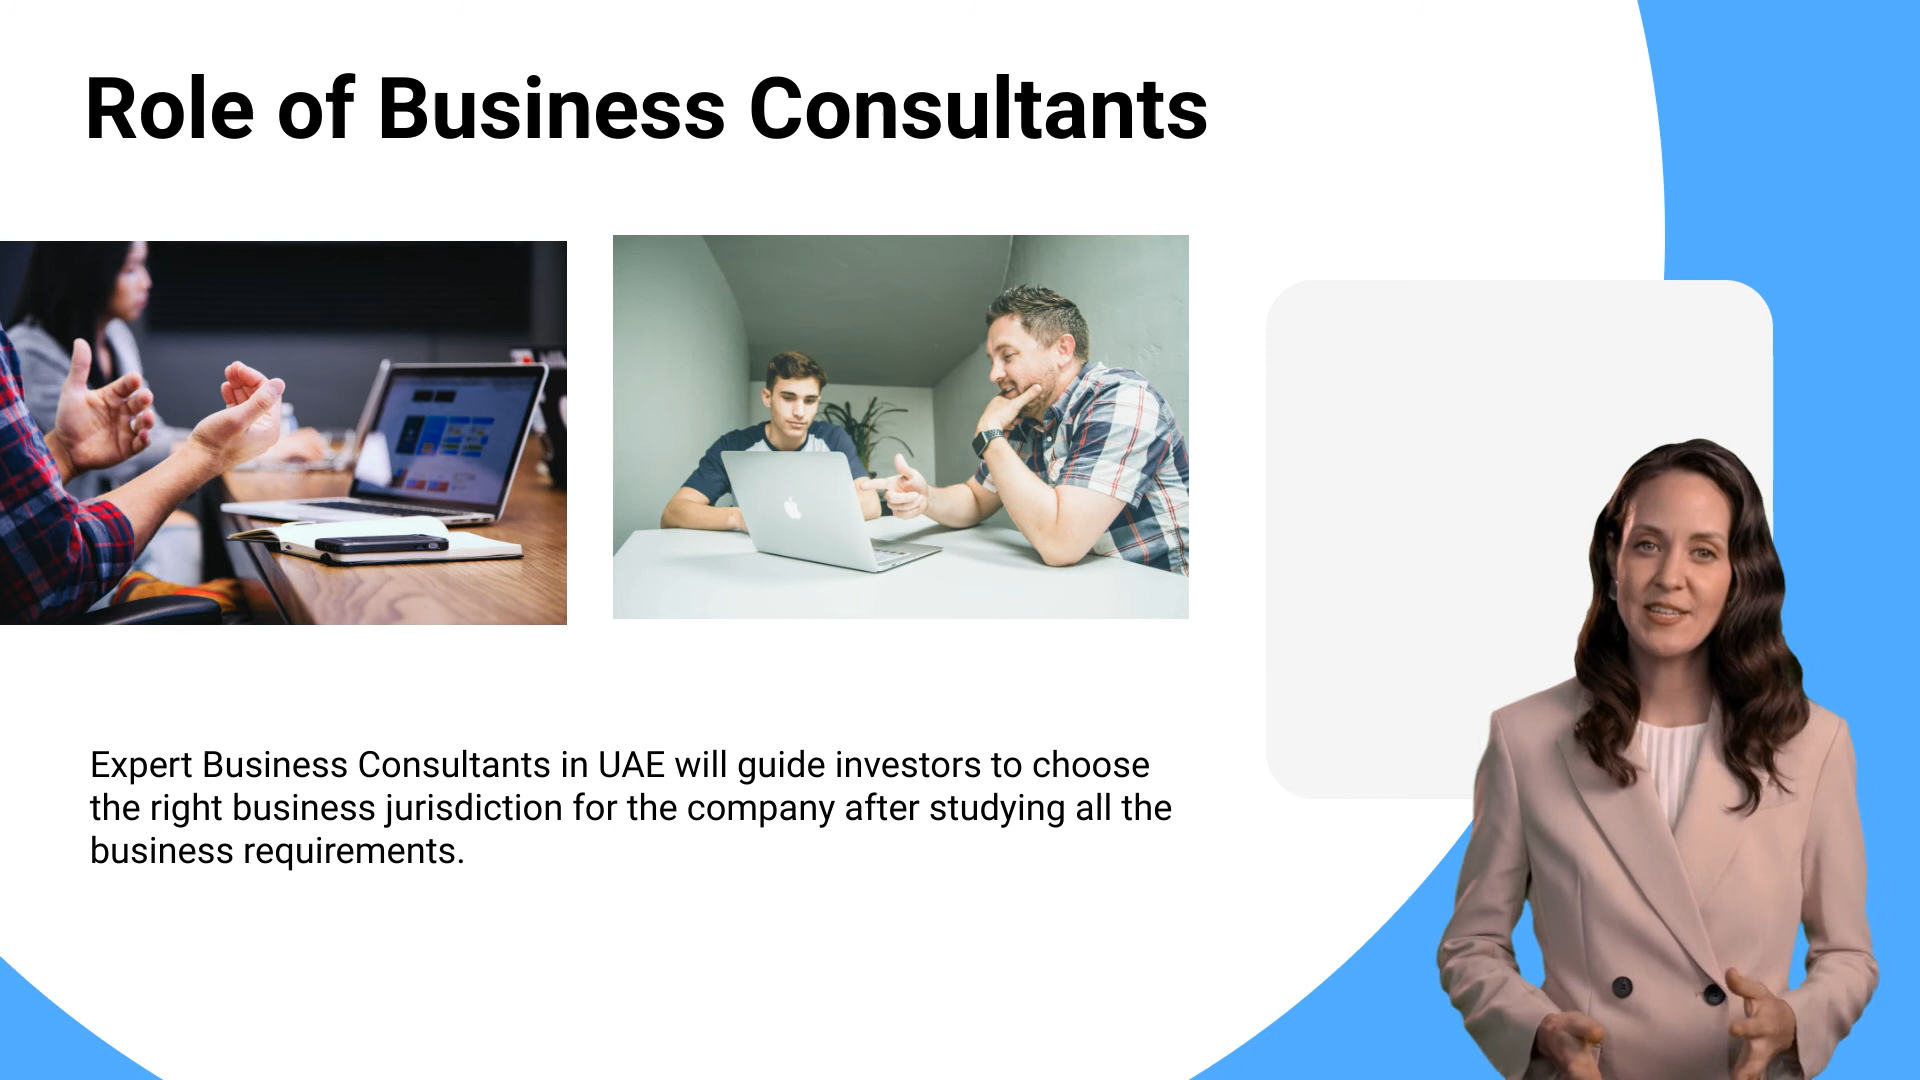 Role of Business Consultants
Expert Business Consultants in UAE will guide investors to choose
the right business jurisdiction for the company after studying all the
business requirements.